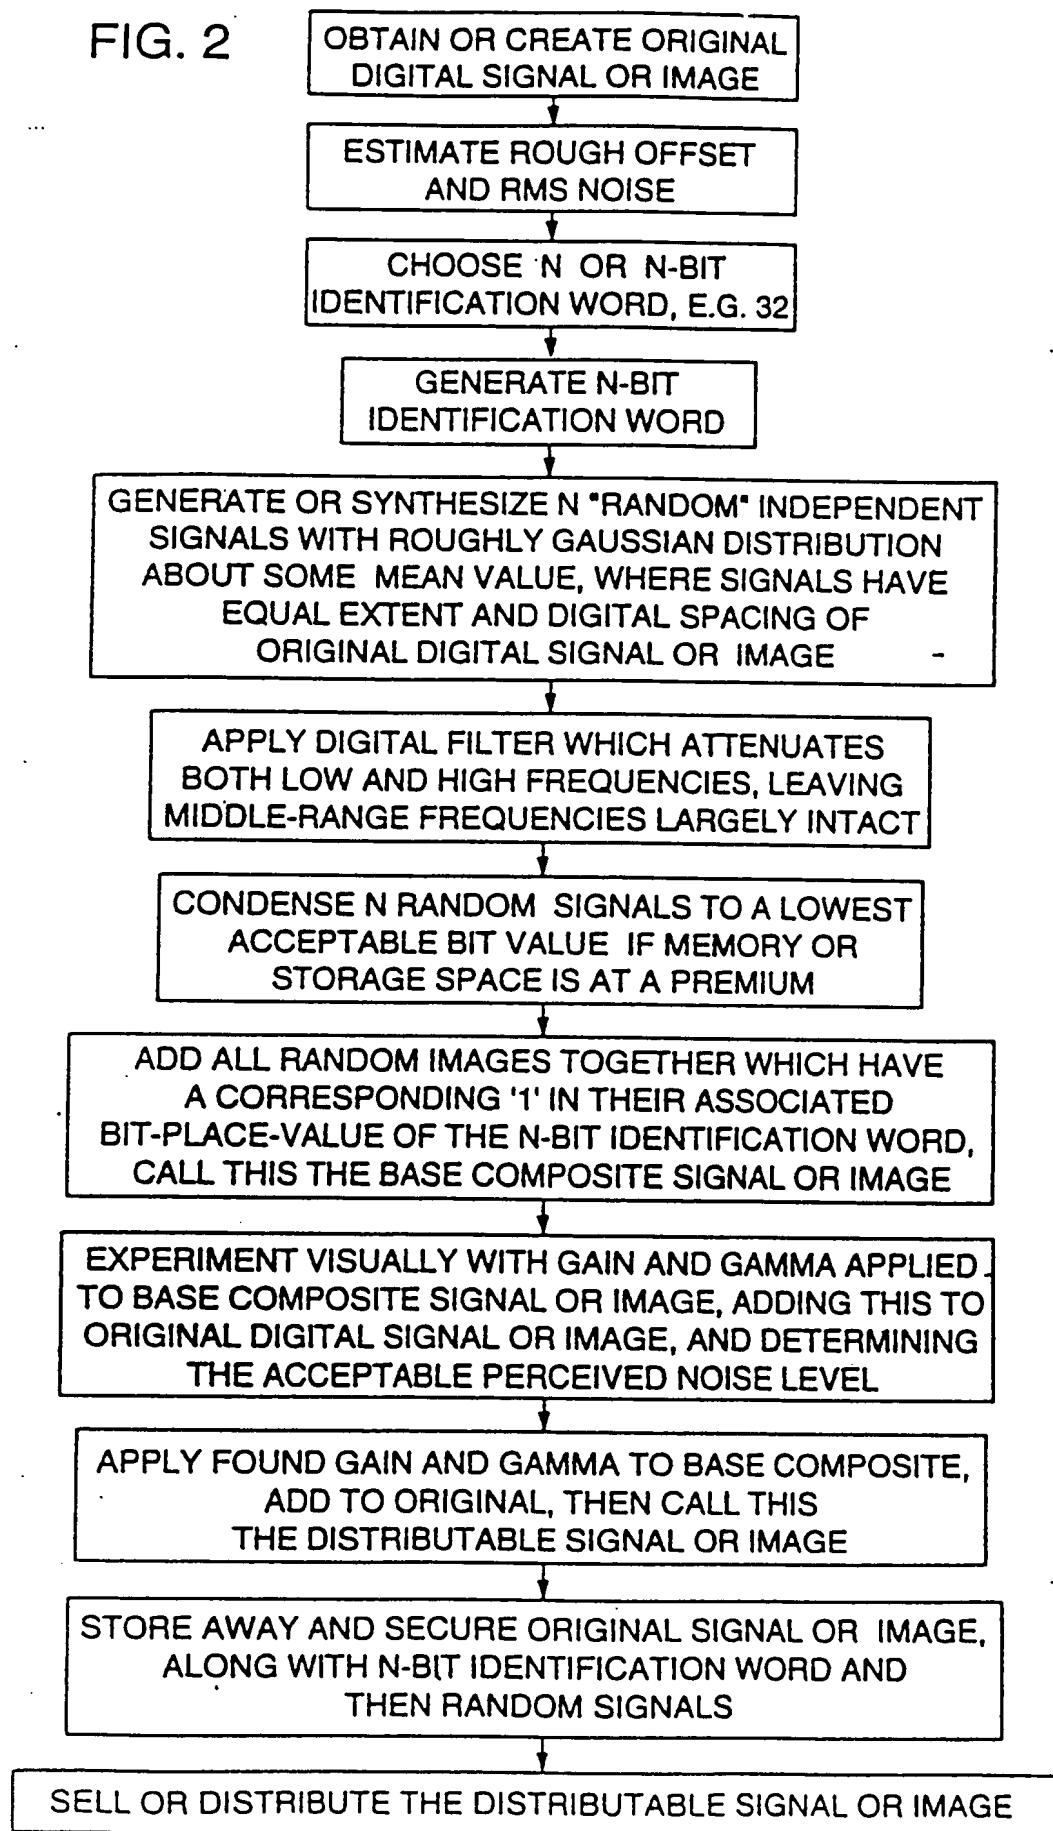 FIG. 2
OBTAIN OR CREATE ORIGINAL
DIGITAL SIGNAL OR IMAGE
ESTIMATE ROUGH OFFSET
AND RMS NOISE
CHOOSE N OR N-BIT
IDENTIFICATION WORD, E.G. 32
GENERATE N-BIT
IDENTIFICATION WORD
GENERATE OR SYNTHESIZE N "RANDOM" INDEPENDENT
SIGNALS WITH ROUGHLY GAUSSIAN DISTRIBUTION
ABOUT SOME MEAN VALUE, WHERE SIGNALS HAVE
EQUAL EXTENT AND DIGITAL SPACING OF
ORIGINAL DIGITAL SIGNAL OR IMAGE
APPLY DIGITAL FILTER WHICH ATTENUATES
BOTH LOW AND HIGH FREQUENCIES, LEAVING
MIDDLE-RANGE FREQUENCIES LARGELY INTACT
CONDENSE N RANDOM SIGNALS TO A LOWEST
ACCEPTABLE BIT VALUE IF MEMORY OR
STORAGE SPACE IS AT A PREMIUM
ADD ALL RANDOM IMAGES TOGETHER WHICH HAVE
A CORRESPONDING '1' IN THEIR ASSOCIATED
BIT-PLACE-VALUE OF THE N-BIT IDENTIFICATION WORD,
CALL THIS THE BASE COMPOSITE SIGNAL OR IMAGE
EXPERIMENT VISUALLY WITH GAIN AND GAMMA APPLIED
TO BASE COMPOSITE SIGNAL OR IMAGE, ADDING THIS TO
ORIGINAL DIGITAL SIGNAL OR IMAGE, AND DETERMINING
THE ACCEPTABLE PERCEIVED NOISE LEVEL
APPLY FOUND GAIN AND GAMMA TO BASE COMPOSITE,
ADD TO ORIGINAL, THEN CALL THIS
THE DISTRIBUTABLE SIGNAL OR IMAGE
STORE AWAY AND SECURE ORIGINAL SIGNAL OR IMAGE,
ALONG WITH N-BIT IDENTIFICATION WORD AND
THEN RANDOM SIGNALS
SELL OR DISTRIBUTE THE DISTRIBUTABLE SIGNAL OR IMAGE